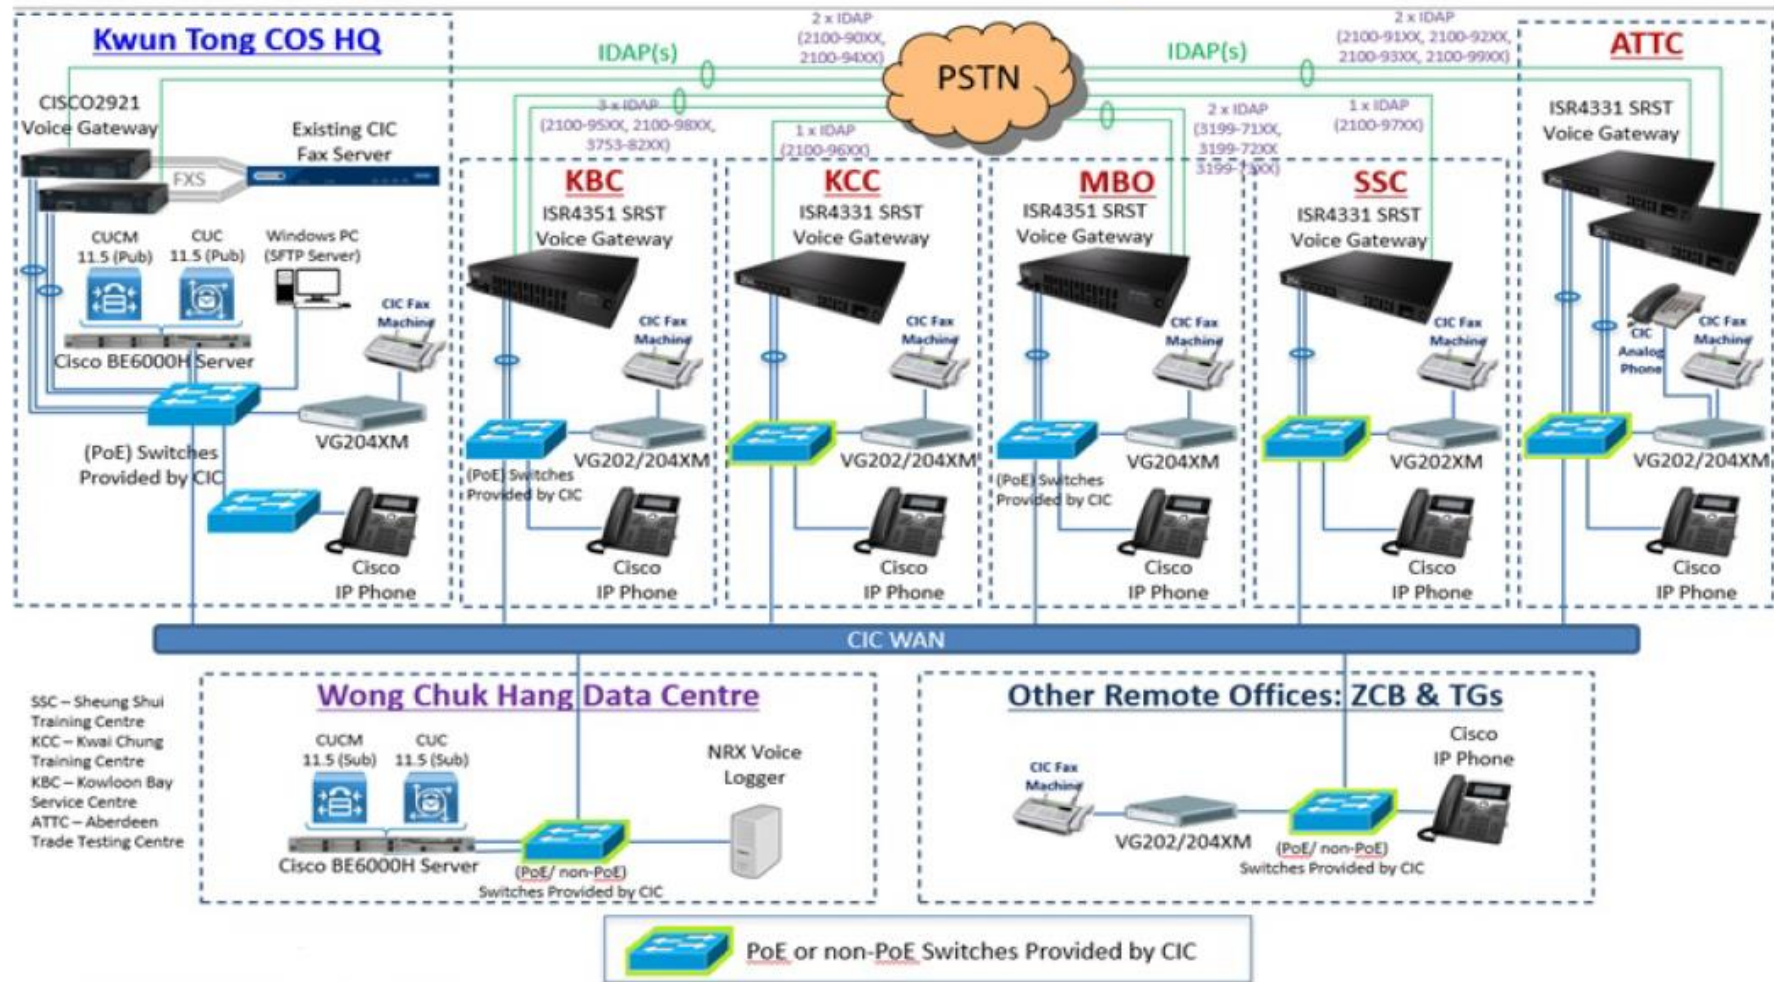 Kwun Tong COS HQ
IDAP(s)
2 x IDAP
(2100-90XX,
2100-94XX)
PSTN
IDAP(s)
2 x IDAP
(2100-91XX, 2100-92XX,
2100-93XX, 2100-99XX)
ATTC
CISCO2921
Voice Gateway
Existing CIC
Fax Server
FXS
3 x IDAP
(2100-95XX, 2100-98XX,
3753-82XX)
1 x IDAP
(2100-96XX)
2 x IDAP
(3199-71XX,
3199-72XX
3199-73XX)
1 x IDAP
(2100-97XX)
ISR4331 SRST
Voice Gateway
KBC
ISR4351 SRST
Voice Gateway
KCC
ISR4331 SRST
Voice Gateway
MBO
ISR4351 SRST
Voice Gateway
SSC
ISR4331 SRST
Voice Gateway
CUCM
11.5 (Pub)
CUC
11.5 (Pub)
Windows PC
(SFTP Server)
CIC Fax
Machine
Cisco BE6000H Server
VG204XM
(PoE) Switches
Provided by CIC
Cisco
IP Phone
CIC Fax
Machine
VG202/204XM
(PoE) Switches
Provided by CIC
Cisco
IP Phone
CIC Fax
Machine
VG202/204XM
Cisco
IP Phone
CIC Fax
Machine
VG204XM
(PoE) Switches
Provided by CIC
Cisco
IP Phone
CIC Fax
Machine
VG202XM
Cisco
IP Phone
CIC
Analog
Phone
CIC Fax
Machine
VG202/204XM
Cisco
IP Phone
CIC WAN
SSC – Sheung Shui
Training Centre
KCC – Kwai Chung
Training Centre
KBC – Kowloon Bay
Service Centre
ATTC – Aberdeen
Trade Testing Centre
Wong Chuk Hang Data Centre
CUCM
11.5 (Sub)
CUC
11.5 (Sub)
NRX Voice
Logger
Cisco BE6000H Server
(PoE/ non-PoE)
Switches Provided by CIC
Other Remote Offices: ZCB & TGs
CIC Fax
Machine
VG202/204XM
Cisco
IP Phone
(PoE/ non-PoE)
Switches Provided by CIC
PoE or non-PoE Switches Provided by CIC